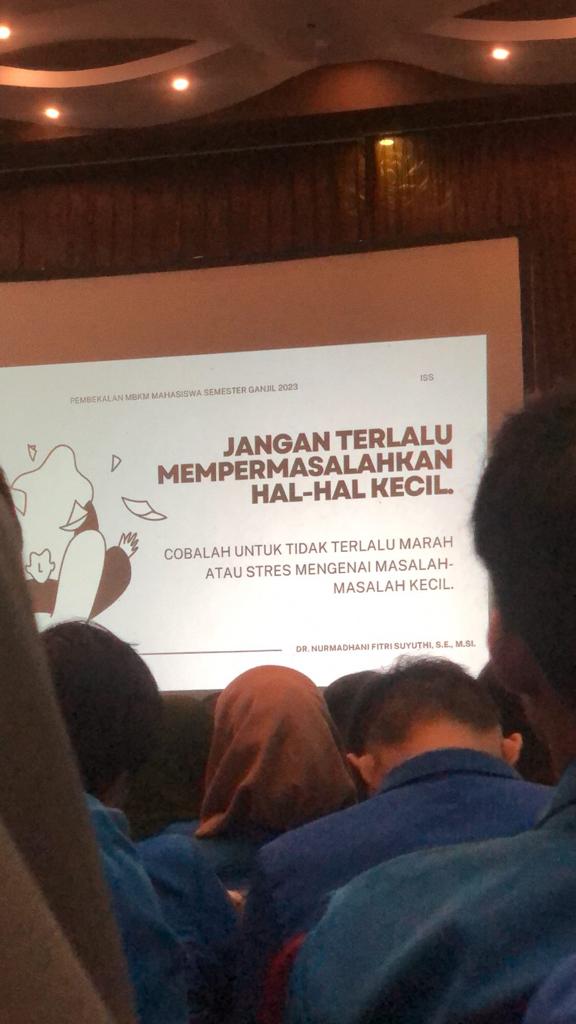 PEMBEKALAN MBKM MAHASISWA SEMESTER GANJIL 2023
ISS
JANGAN TERLALU
MEMPERMASALAHKAN
HAL-HAL KECIL.
COBALAH UNTUK TIDAK TERLALU MARAH
ATAU STRES MENGENAI MASALAH-
MASALAH KECIL.
DR. NURMADHANI FITRI SUYUTHI, S.E., M.SI.